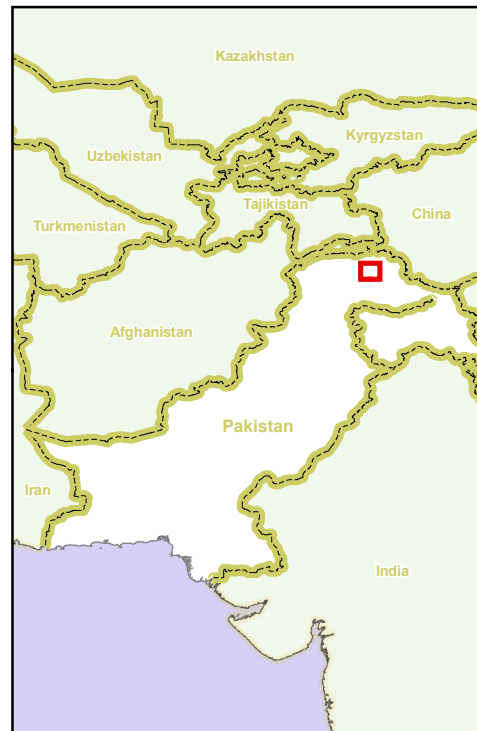 Kazakhstan
Kyrgyzstan
Uzbekistan
Tajikistan
China
Turkmenistan
Afghanistan
Pakistan
Iran
India